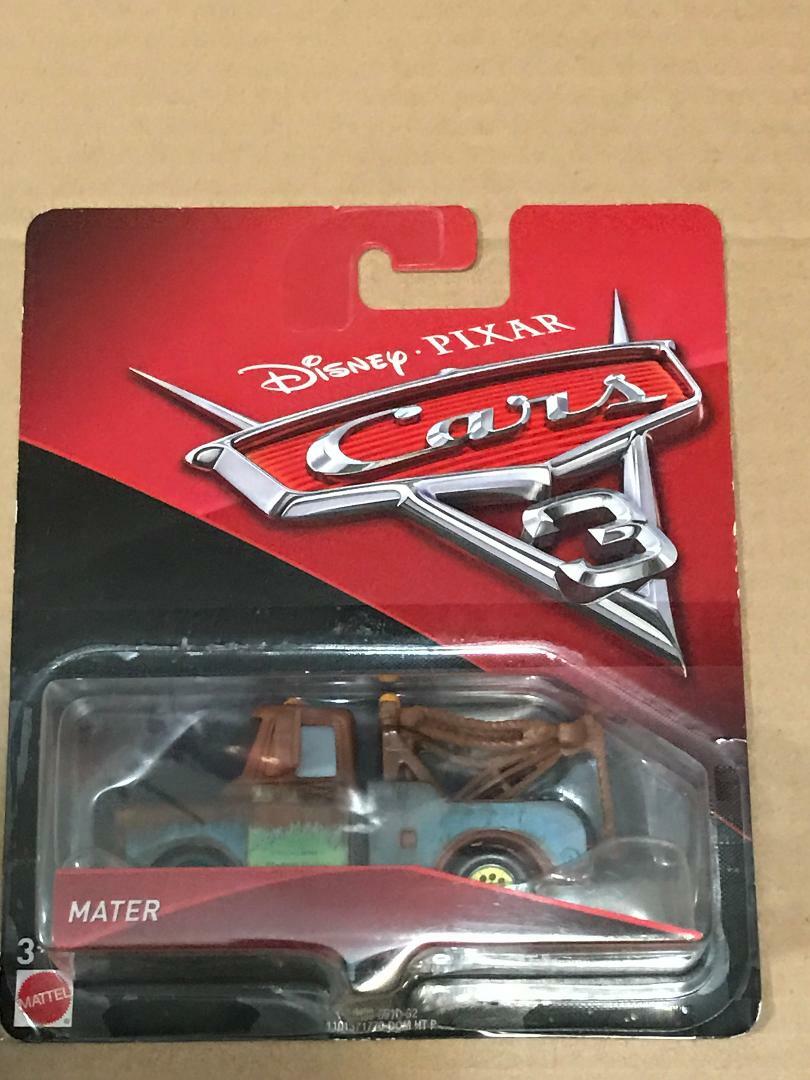 DISNEY · PIXAR
Cars
3
MATER
3+
MATTEL